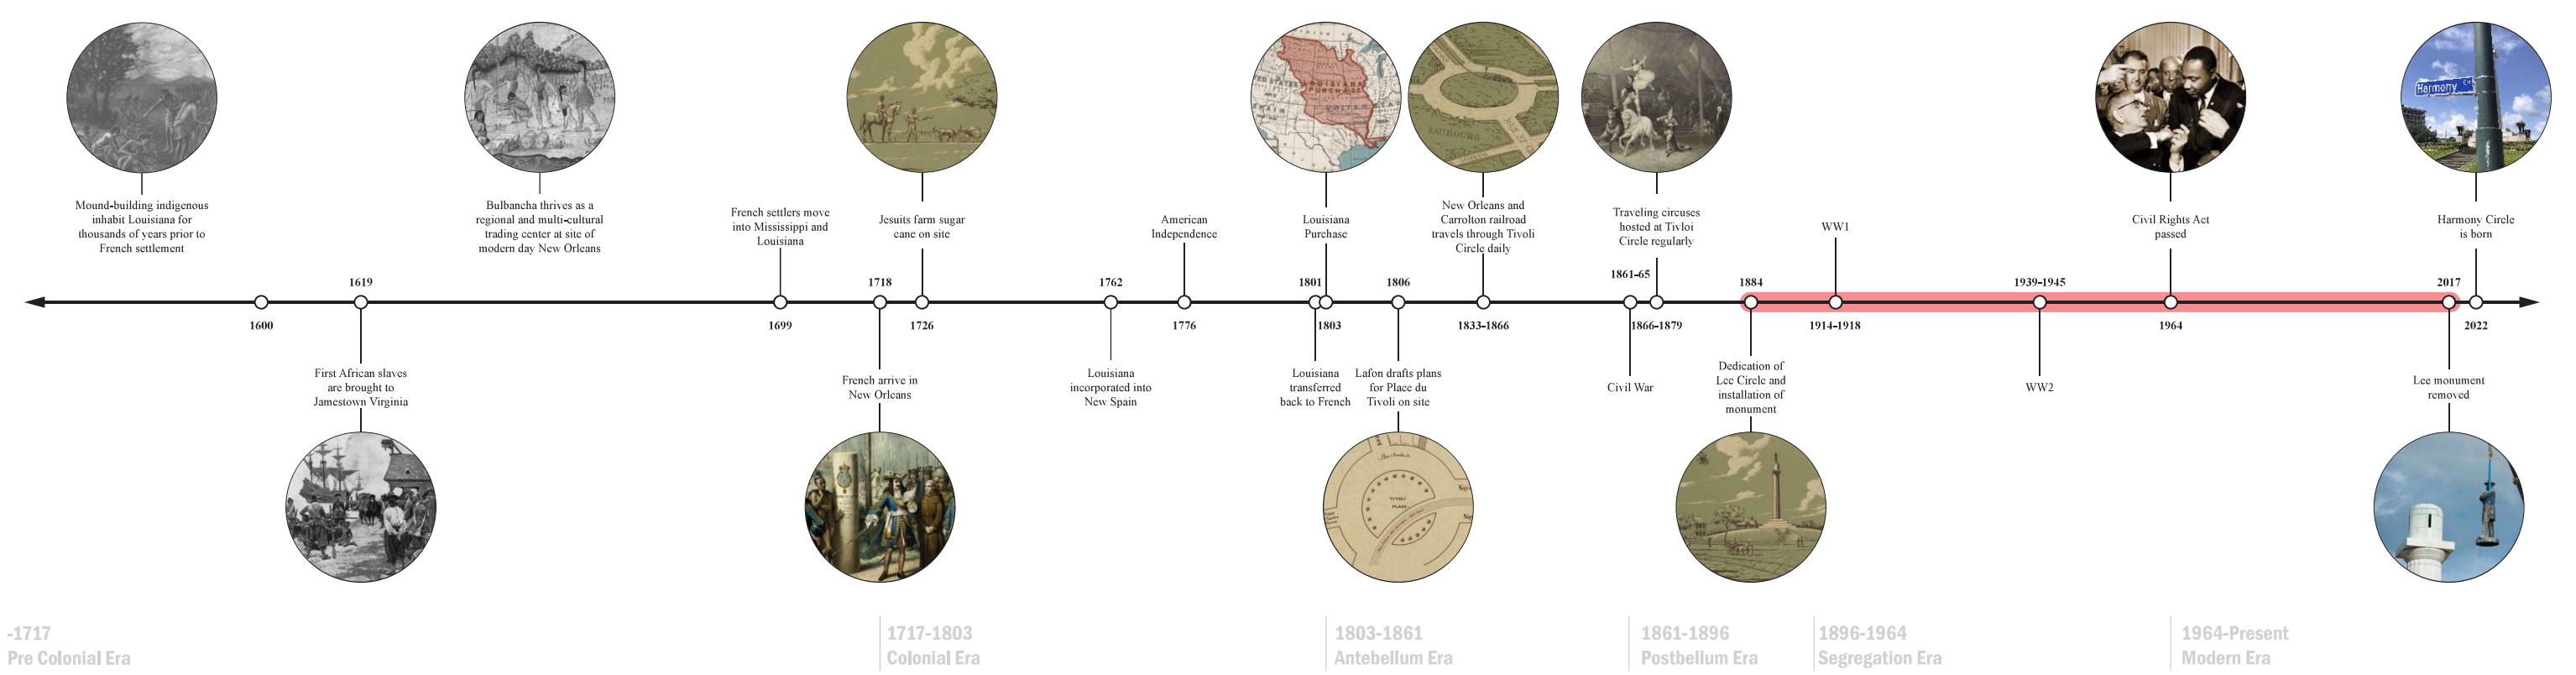 Mound-building indigenous
inhabit Louisiana for
thousands of years prior to
French settlement
Bulbancha thrives as a
regional and multi-cultural
trading center at site of
modern day New Orleans
French settlers move
into Mississippi and
Louisiana
Jesuits farm sugar
cane on site
American
Independence
LOUISIANA
PURCHASE
Louisiana
Purchase
FAUBOURG
New Orleans and
Carrolton railroad
travels through Tivoli
Circle daily
Traveling circuses
hosted at Tivloi
Circle regularly
WW1
Civil Rights Act
passed
Harmony
Harmony Circle
is born
1619
1718
1762
1801
1806
1861-65
1884
1939-1945
2017
1600
1699
1726
1776
1803
1833-1866
1866-1879
1914-1918
1964
2022
First African slaves
are brought to
Jamestown Virginia
French arrive in
New Orleans
Louisiana
incorporated into
New Spain
Louisiana
transferred
back to French
Lafon drafts plans
for Place du
Tivoli on site
Civil War
Dedication of
Lee Circle and
installation of
monument
WW2
Lee monument
removed
TIVOLI
PLACE
-1717
Pre Colonial Era
1717-1803
Colonial Era
1803-1861
Antebellum Era
1861-1896
Postbellum Era
1896-1964
Segregation Era
1964-Present
Modern Era